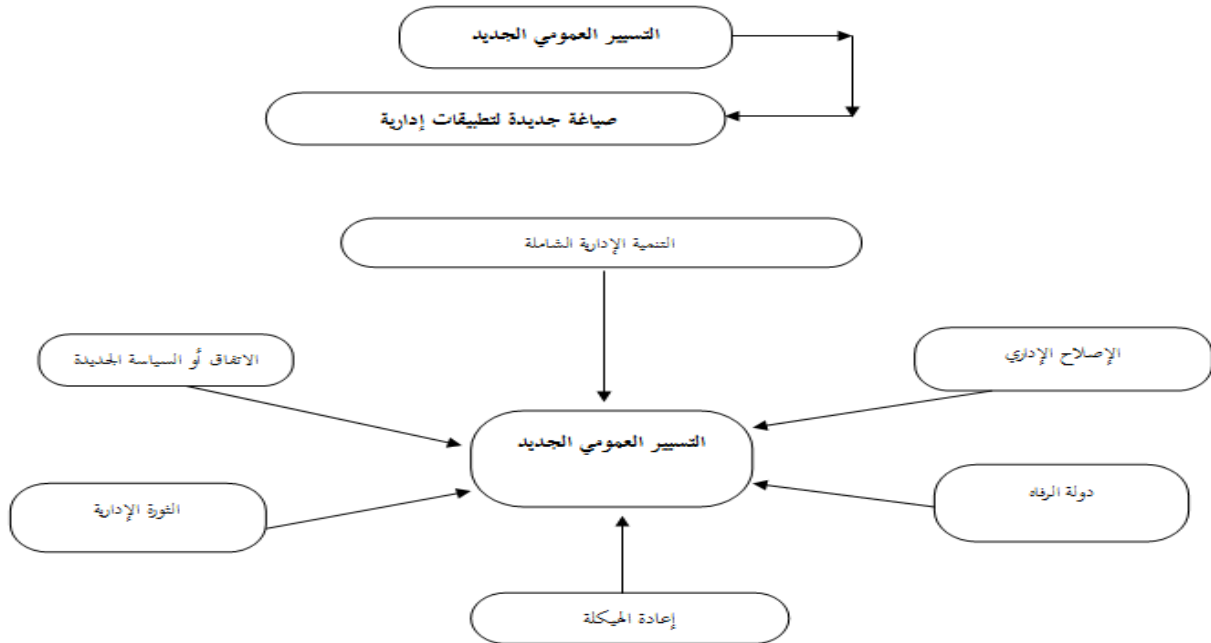 التسيير العمومي الجديد
صياغة جديدة لتطبيقات إدارية
التنمية الإدارية الشاملة
الإصلاح الإداري
الاتفاق أو السياسة الجديدة
التسيير العمومي الجديد
دولة الرفاه
الثورة الإدارية
إعادة الهيكلة